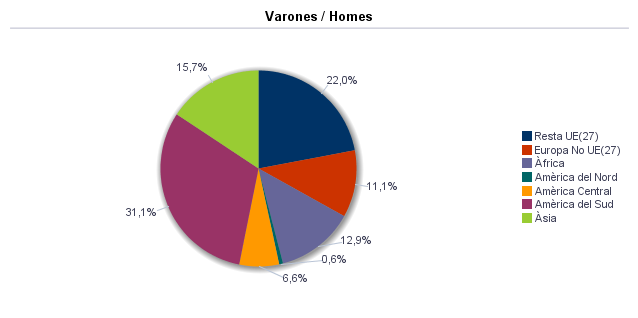 Varones / Homes
15,7%
22,0%
11,1%
31,1%
12,9%
0,6%
6,6%
Resta UE(27)
Europa No UE(27)
Àfrica
Amèrica del Nord
Amèrica Central
Amèrica del Sud
Àsia